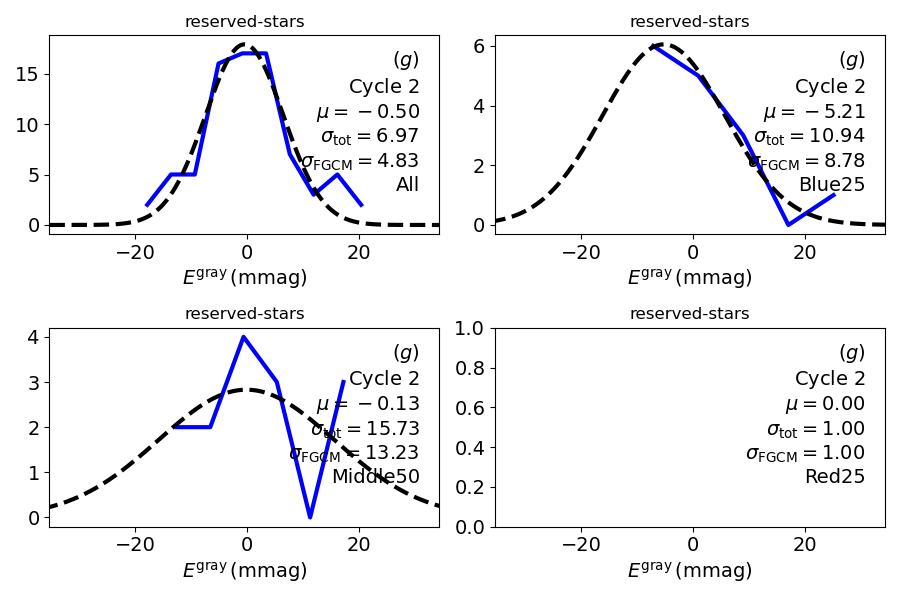 reserved-stars
(g)
Cycle 2
μ = −0.50
σtot = 6.97
σFGCM = 4.83
All
15
10
5
0
−20 0 20
E^gray (mmag)
reserved-stars
(g)
Cycle 2
μ = −5.21
σtot = 10.94
σFGCM = 8.78
Blue25
6
4
2
0
−20 0 20
E^gray (mmag)
reserved-stars
(g)
Cycle 2
μ = −0.13
σtot = 15.73
σFGCM = 13.23
Middle50
4
3
2
1
0
−20 0 20
E^gray (mmag)
reserved-stars
(g)
Cycle 2
μ = 0.00
σtot = 1.00
σFGCM = 1.00
Red25
1.0
0.8
0.6
0.4
0.2
0.0
−20 0 20
E^gray (mmag)